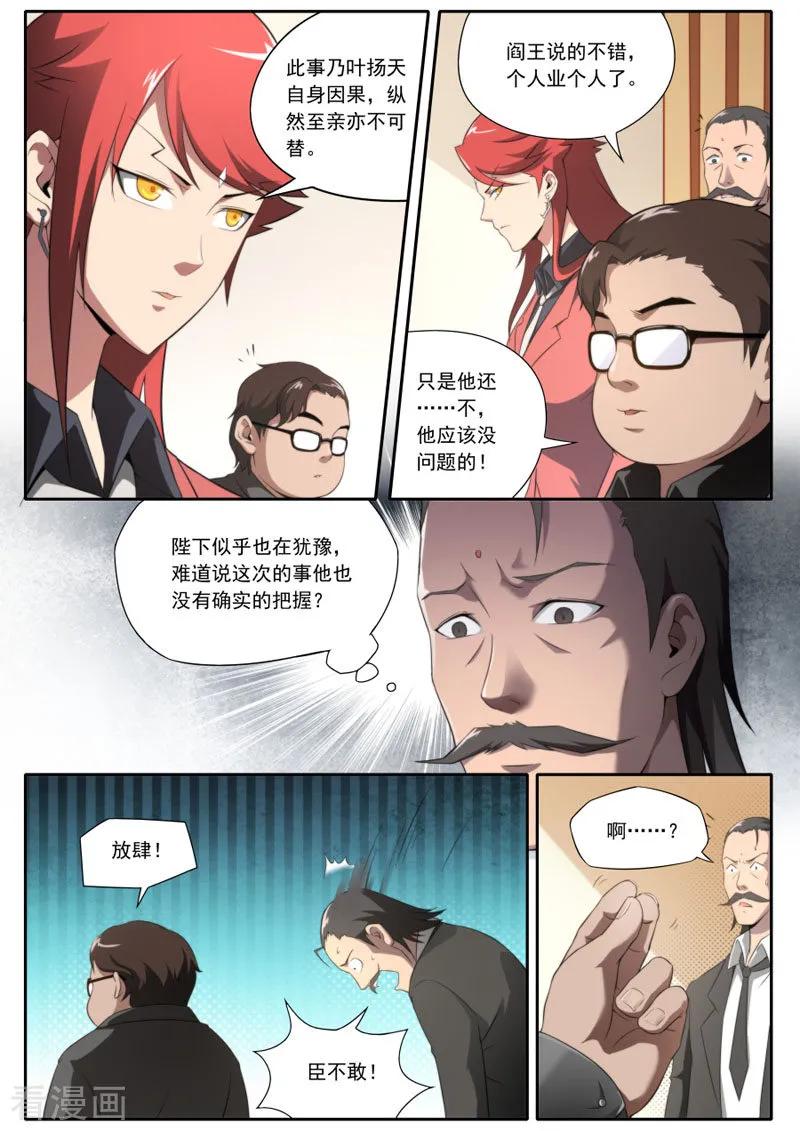 此事乃叶扬天
自身因果，纵
然至亲亦不可
替。
阎王说的不错，
个人业个人了。
只是他还
……不，
他应该没
问题的！
陛下似乎也在犹豫，
难道说这次的事他也
没有确实的把握？
放肆！
臣不敢！
啊……？
看漫画